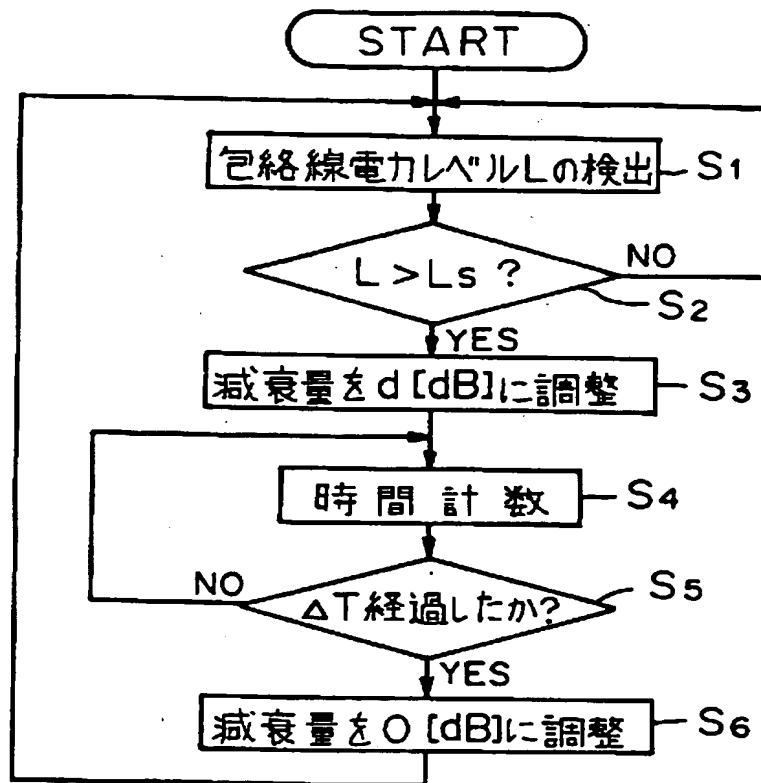 START
包絡線電力レベルLの検出 S1
L>Ls ?
NO
S2
YES
減衰量をd[dB]に調整 S3
時間計数 S4
NO
ΔT経過したか?
S5
YES
減衰量を0[dB]に調整 S6